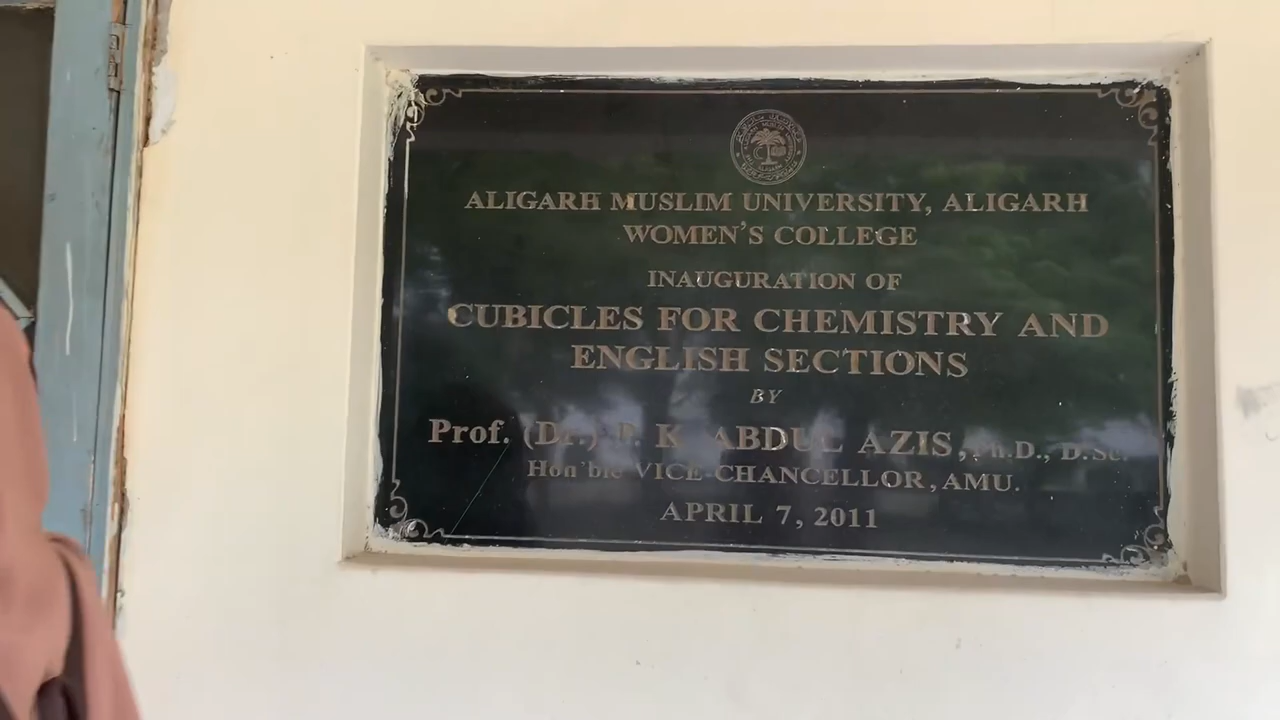 ALIGARH MUSLIM UNIVERSITY, ALIGARH
WOMEN'S COLLEGE
INAUGURATION OF
CUBICLES FOR CHEMISTRY AND
ENGLISH SECTIONS
BY
Prof. (Dr.) P. K. ABDUL AZIS, Ph.D., D.Sc.
Hon'ble VICE-CHANCELLOR, AMU.
APRIL 7, 2011